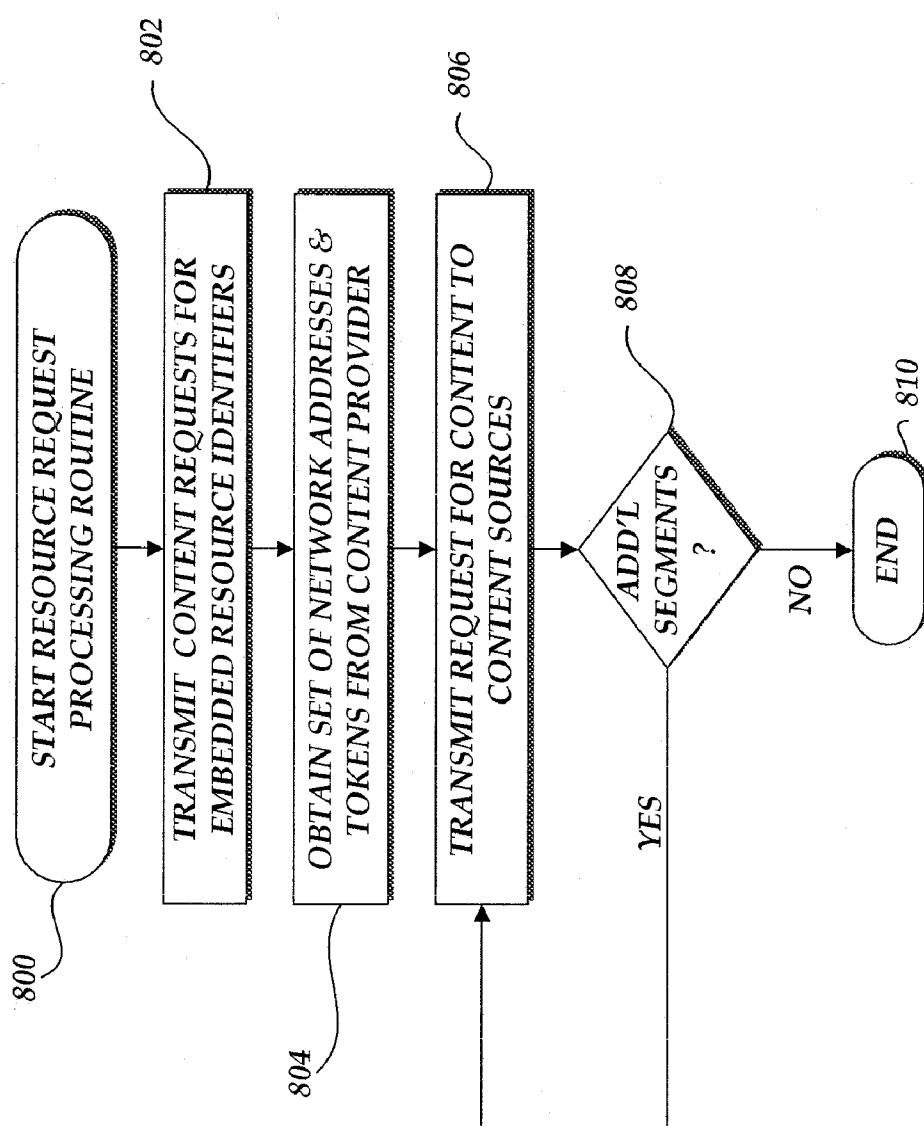 800
START RESOURCE REQUEST
PROCESSING ROUTINE
802
TRANSMIT CONTENT REQUESTS FOR
EMBEDDED RESOURCE IDENTIFIERS
804
OBTAIN SET OF NETWORK ADDRESSES &
TOKENS FROM CONTENT PROVIDER
806
TRANSMIT REQUEST FOR CONTENT TO
CONTENT SOURCES
808
ADD'L
SEGMENTS
?
YES
NO
810
END